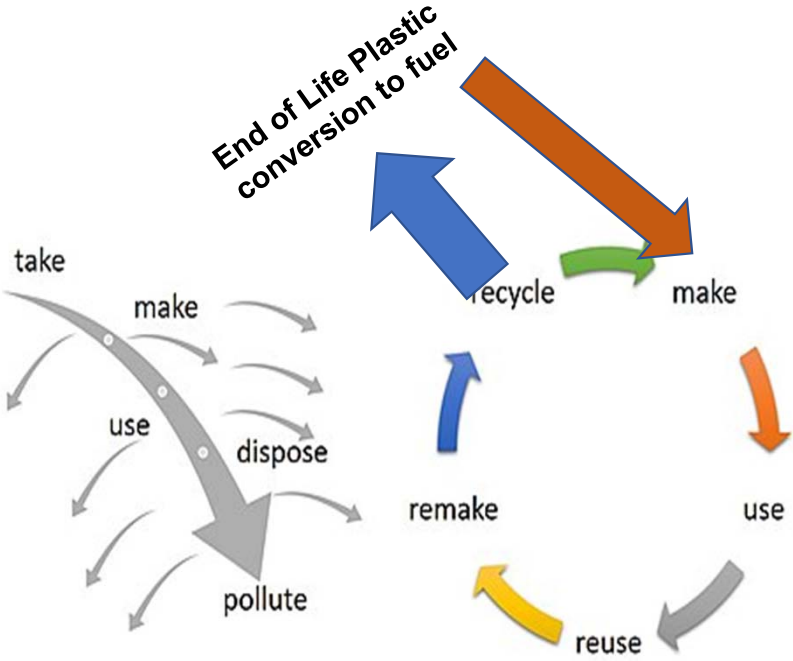 End of Life Plastic
conversion to fuel
take
make
use
dispose
pollute
recycle
make
use
reuse
remake